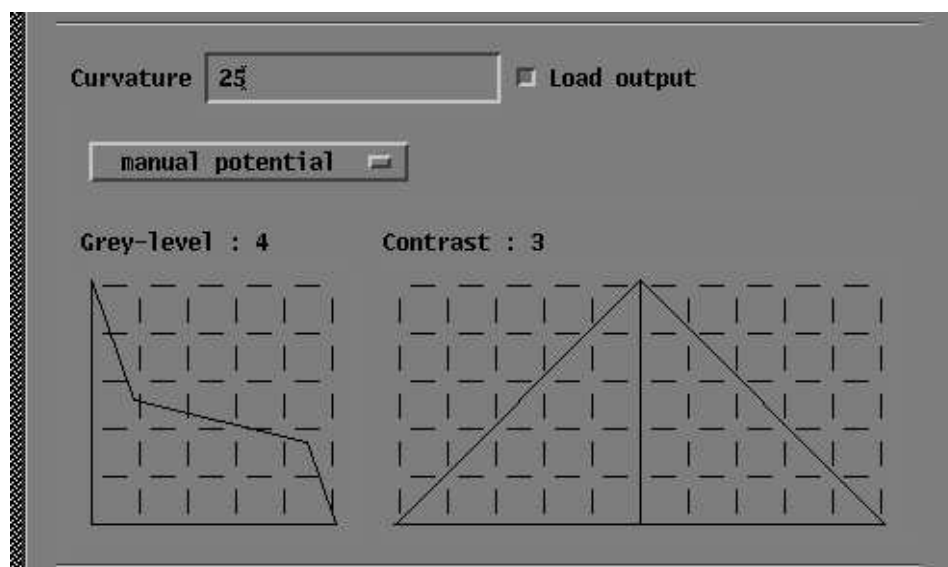 Curvature 25 Load output
manual potential
Grey-level : 4 Contrast : 3